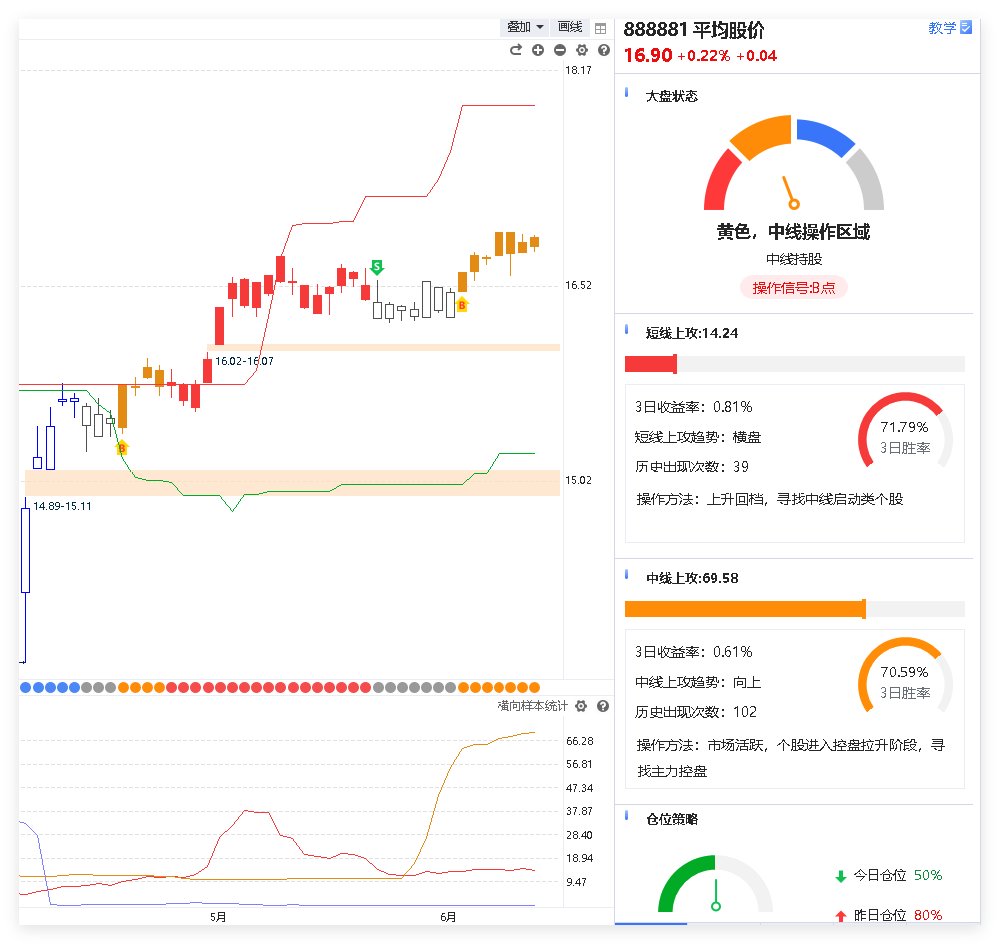 叠加 画线
18.17
16.52
15.02
S
B
16.02-16.07
B
14.89-15.11
横向样本统计
66.28
56.81
47.34
37.87
28.40
18.94
9.47
5月 6月
888881 平均股价 教学
16.90 +0.22% +0.04
大盘状态
黄色，中线操作区域
中线持股
操作信号:B点
短线上攻:14.24
3日收益率：0.81%
短线上攻趋势：横盘
历史出现次数：39
71.79%
3日胜率
操作方法：上升回档，寻找中线启动类个股
中线上攻:69.58
3日收益率：0.61%
中线上攻趋势：向上
历史出现次数：102
70.59%
3日胜率
操作方法：市场活跃，个股进入控盘拉升阶段，寻
找主力控盘
仓位策略
今日仓位 50%
昨日仓位 80%